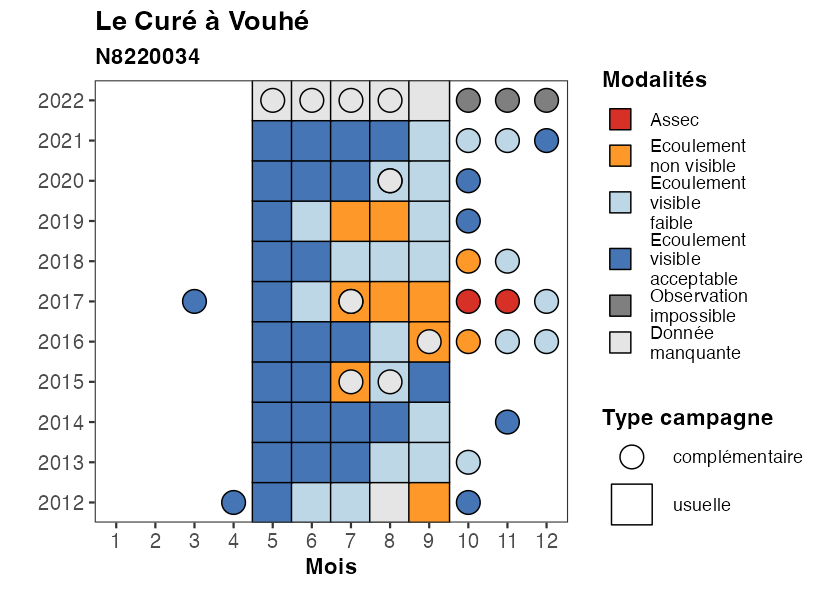 Le Curé à Vouhé
N8220034
2022
2021
2020
2019
2018
2017
2016
2015
2014
2013
2012
1 2 3 4 5 6 7 8 9 10 11 12
Mois
Modalités
Assec
Ecoulement
non visible
Ecoulement
visible
faible
Ecoulement
visible
acceptable
Observation
impossible
Donnée
manquante
Type campagne
complémentaire
usuelle